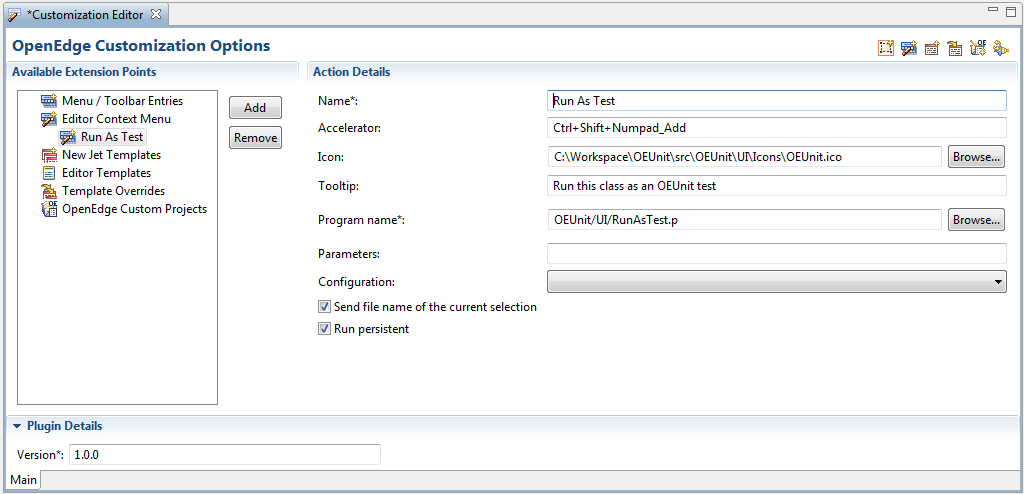 *Customization Editor
OpenEdge Customization Options
Available Extension Points
Menu / Toolbar Entries
Editor Context Menu
Run As Test
New Jet Templates
Editor Templates
Template Overrides
OpenEdge Custom Projects
Add
Remove
Action Details
Name*: Run As Test
Accelerator: Ctrl+Shift+Numpad_Add
Icon: C:\Workspace\OEUnit\src\OEUnit\UI\Icons\OEUnit.ico Browse...
Tooltip: Run this class as an OEUnit test
Program name*: OEUnit/UI/RunAsTest.p Browse...
Parameters:
Configuration:
Send file name of the current selection
Run persistent
Plugin Details
Version*: 1.0.0
Main